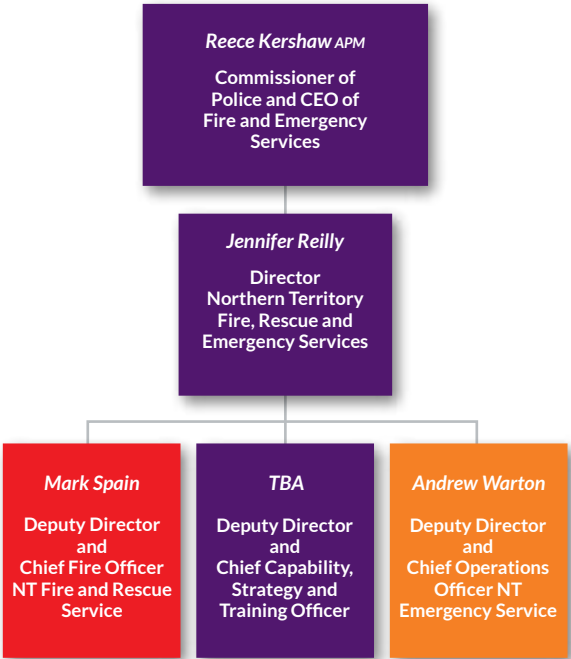 Reece Kershaw APM
Commissioner of
Police and CEO of
Fire and Emergency
Services
Jennifer Reilly
Director
Northern Territory
Fire, Rescue and
Emergency Services
Mark Spain
Deputy Director
and
Chief Fire Officer
NT Fire and Rescue
Service
TBA
Deputy Director
and
Chief Capability,
Strategy and
Training Officer
Andrew Warton
Deputy Director
and
Chief Operations
Officer NT
Emergency Service